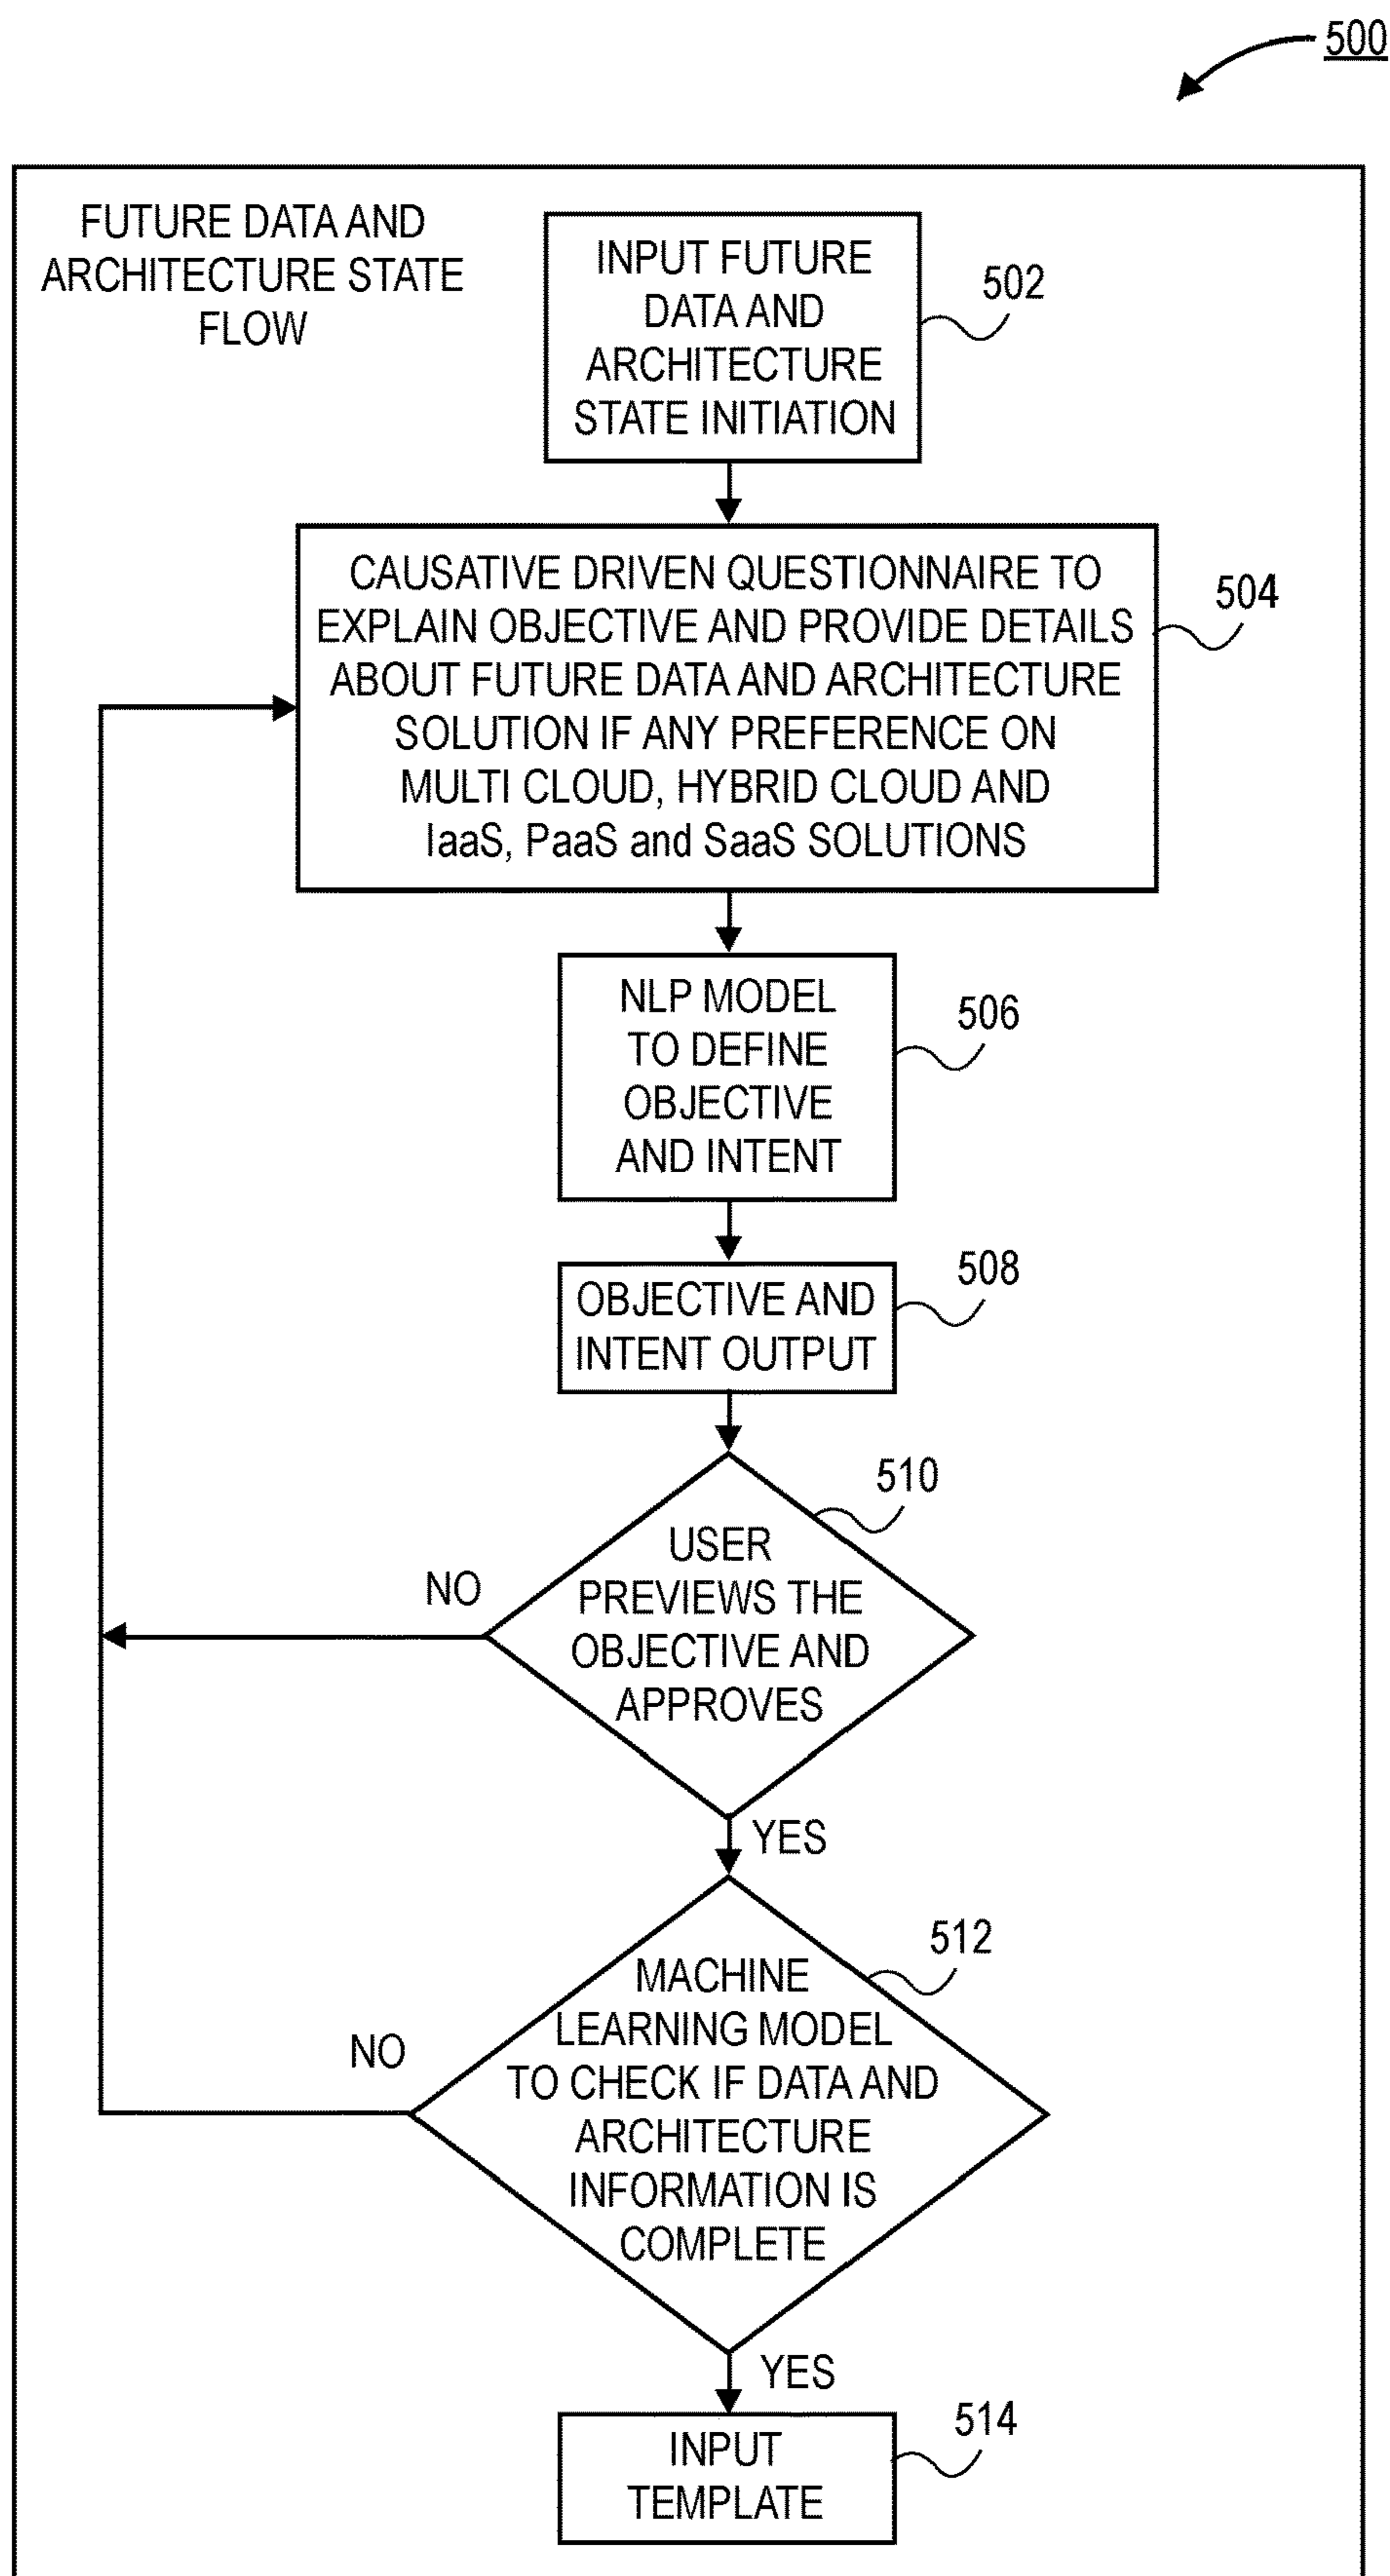 500
FUTURE DATA AND
ARCHITECTURE STATE
FLOW
INPUT FUTURE
DATA AND
ARCHITECTURE
STATE INITIATION
502
CAUSATIVE DRIVEN QUESTIONNAIRE TO
EXPLAIN OBJECTIVE AND PROVIDE DETAILS
ABOUT FUTURE DATA AND ARCHITECTURE
SOLUTION IF ANY PREFERENCE ON
MULTI CLOUD, HYBRID CLOUD AND
IaaS, PaaS and SaaS SOLUTIONS
504
NLP MODEL
TO DEFINE
OBJECTIVE
AND INTENT
506
OBJECTIVE AND
INTENT OUTPUT
508
USER
PREVIEWS THE
OBJECTIVE AND
APPROVES
510
NO
YES
MACHINE
LEARNING MODEL
TO CHECK IF DATA AND
ARCHITECTURE
INFORMATION IS
COMPLETE
512
NO
YES
INPUT
TEMPLATE
514